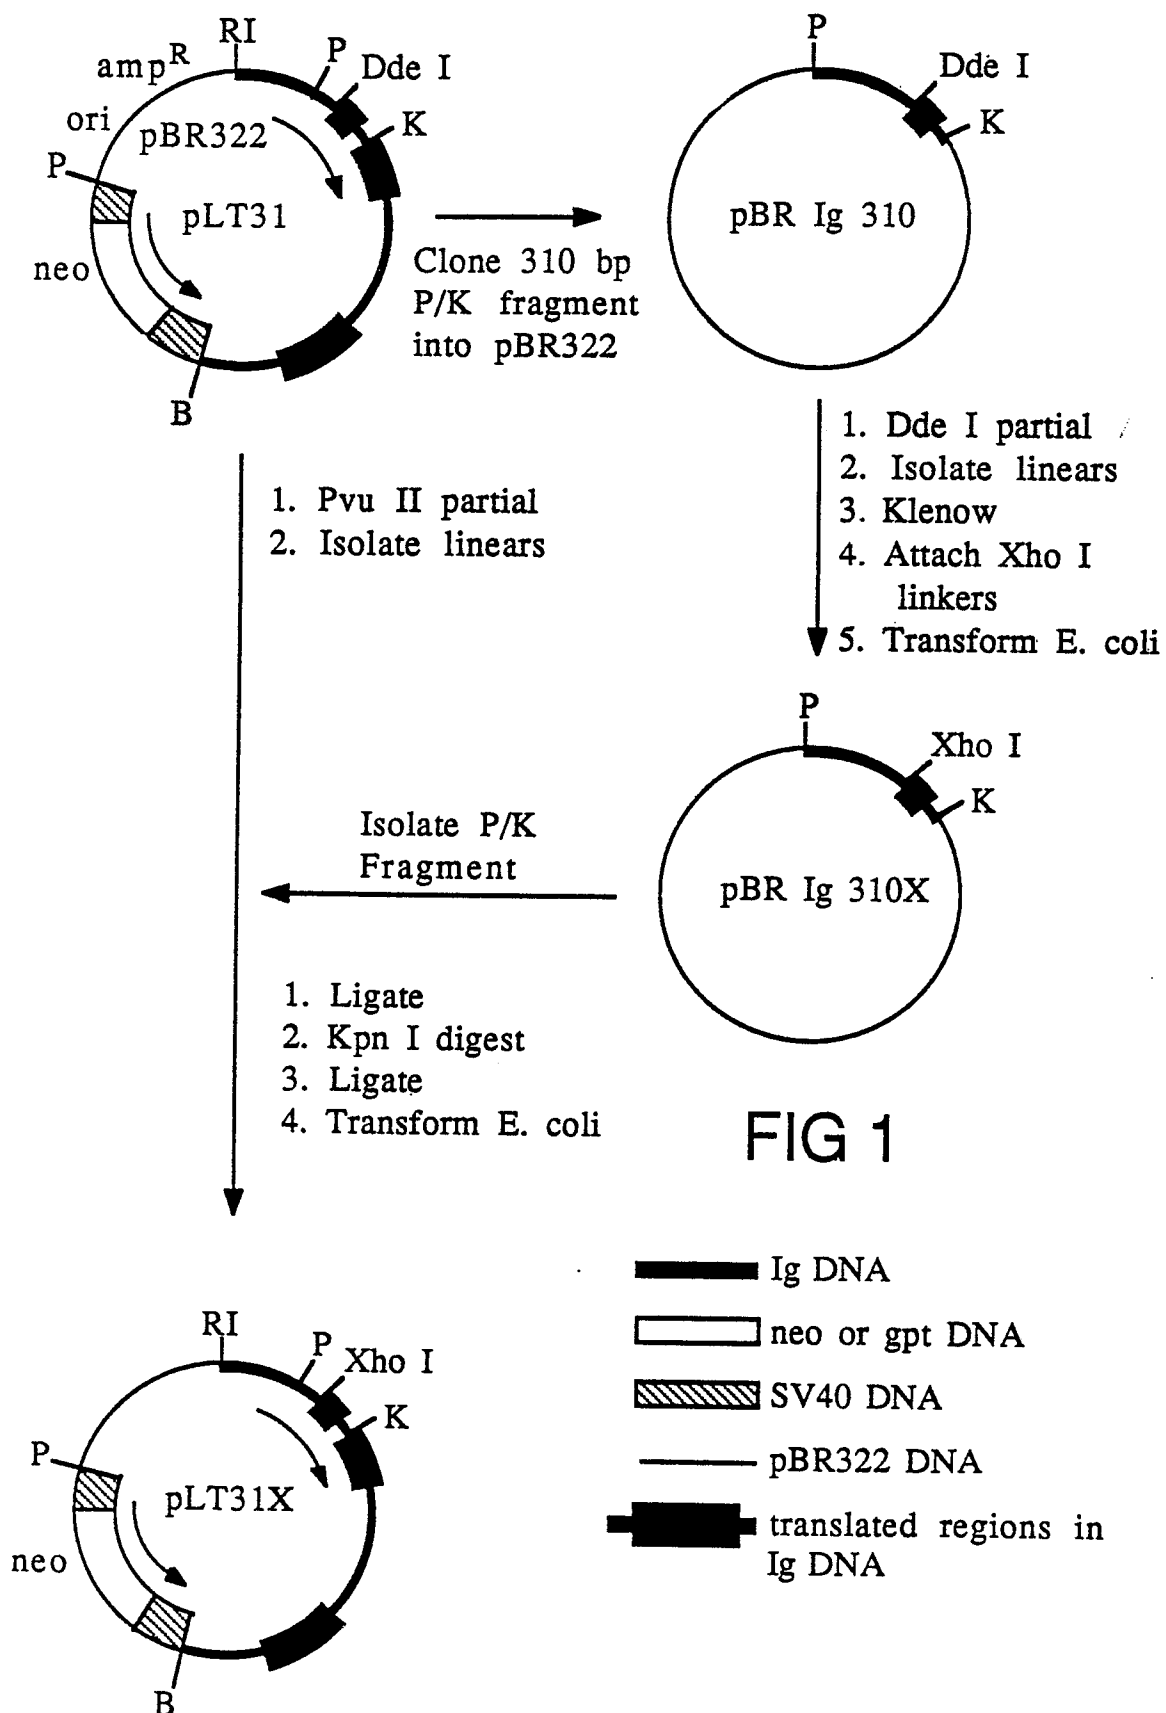 RI
amp^R
P
Dde I
ori
K
pBR322
P
pLT31
neo
B
Clone 310 bp
P/K fragment
into pBR322
P
Dde I
K
pBR Ig 310
1. Pvu II partial
2. Isolate linears
1. Dde I partial
2. Isolate linears
3. Klenow
4. Attach Xho I
linkers
5. Transform E. coli
P
Xho I
K
pBR Ig 310X
Isolate P/K
Fragment
1. Ligate
2. Kpn I digest
3. Ligate
4. Transform E. coli
FIG 1
RI
P
Xho I
K
P
pLT31X
neo
B
Ig DNA
neo or gpt DNA
SV40 DNA
pBR322 DNA
translated regions in
Ig DNA